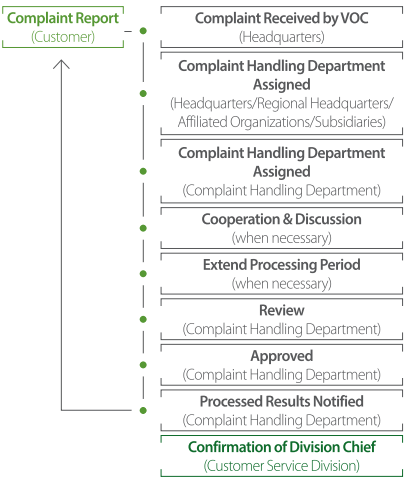 Complaint Report
(Customer)
Complaint Received by VOC
(Headquarters)
Complaint Handling Department
Assigned
(Headquarters/Regional Headquarters/
Affiliated Organizations/Subsidiaries)
Complaint Handling Department
Assigned
(Complaint Handling Department)
Cooperation & Discussion
(when necessary)
Extend Processing Period
(when necessary)
Review
(Complaint Handling Department)
Approved
(Complaint Handling Department)
Processed Results Notified
(Complaint Handling Department)
Confirmation of Division Chief
(Customer Service Division)